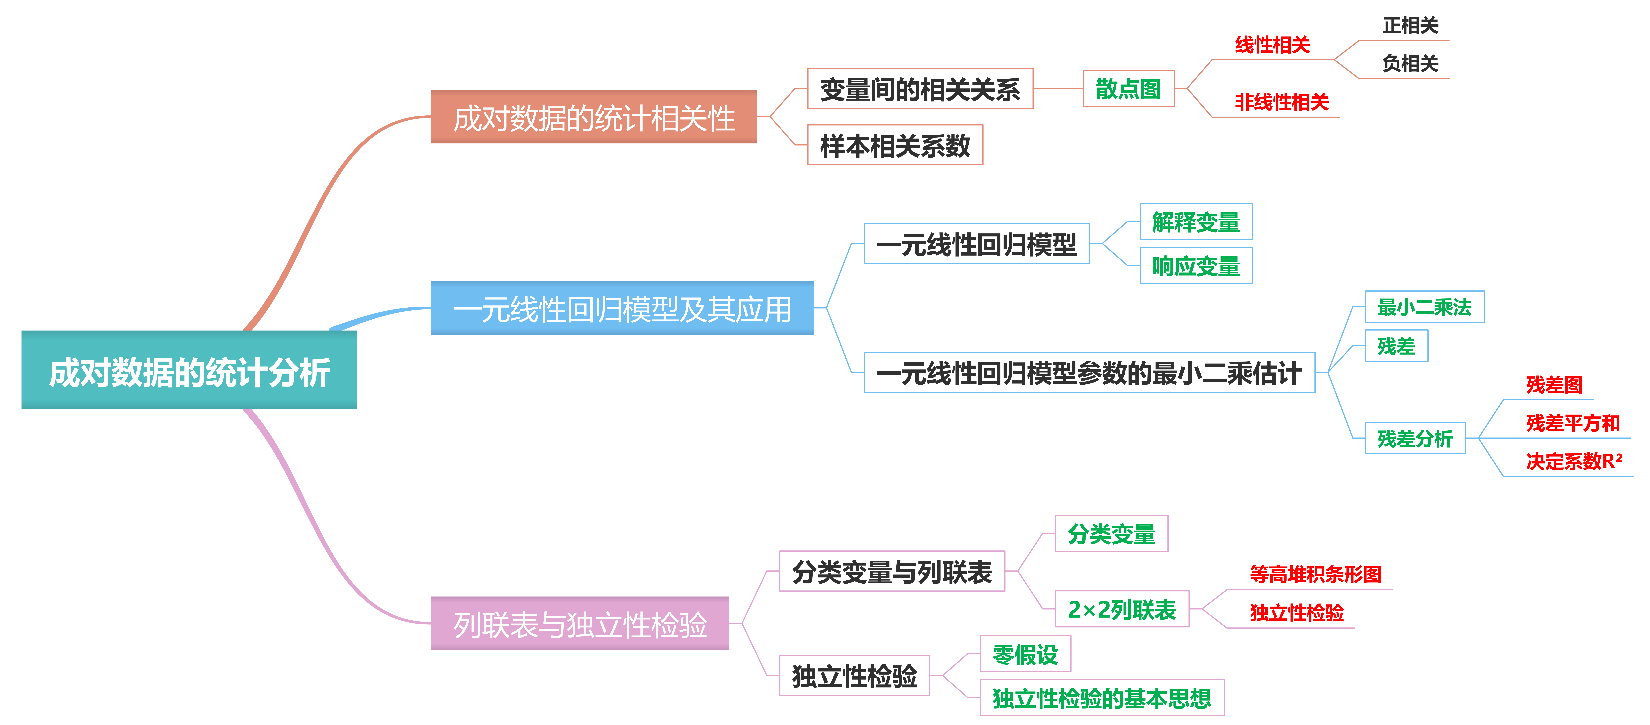 成对数据的统计分析
成对数据的统计相关性
变量间的相关关系
散点图
线性相关
正相关
负相关
非线性相关
样本相关系数
一元线性回归模型及其应用
一元线性回归模型
解释变量
响应变量
一元线性回归模型参数的最小二乘估计
最小二乘法
残差
残差分析
残差图
残差平方和
决定系数R²
列联表与独立性检验
分类变量与列联表
分类变量
2×2列联表
等高堆积条形图
独立性检验
独立性检验
零假设
独立性检验的基本思想